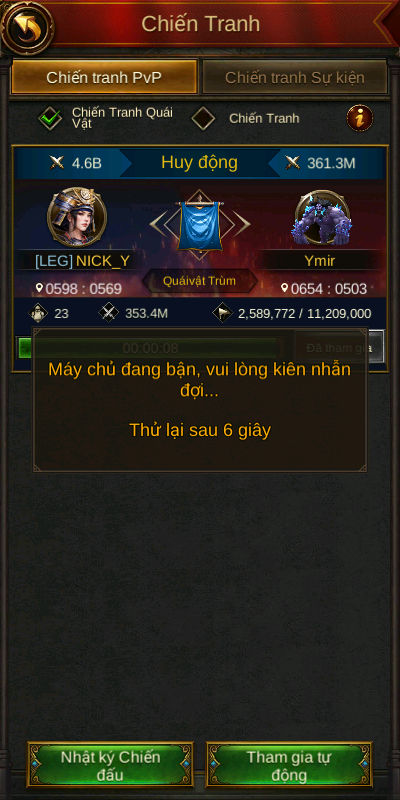 Chiến Tranh
Chiến tranh PvP
Chiến tranh Sự kiện
Chiến Tranh Quái
Vật
Chiến Tranh
4.6B
Huy động
361.3M
[LEG]NICK_Y
Ymir
Quáivật Trùm
0598 : 0569
0654 : 0503
23
353.4M
2,589,772 / 11,209,000
00:00:08
Đã tham gia
Máy chủ đang bận, vui lòng kiên nhẫn
đợi...
Thử lại sau 6 giây
Nhật ký Chiến
đấu
Tham gia tự
động